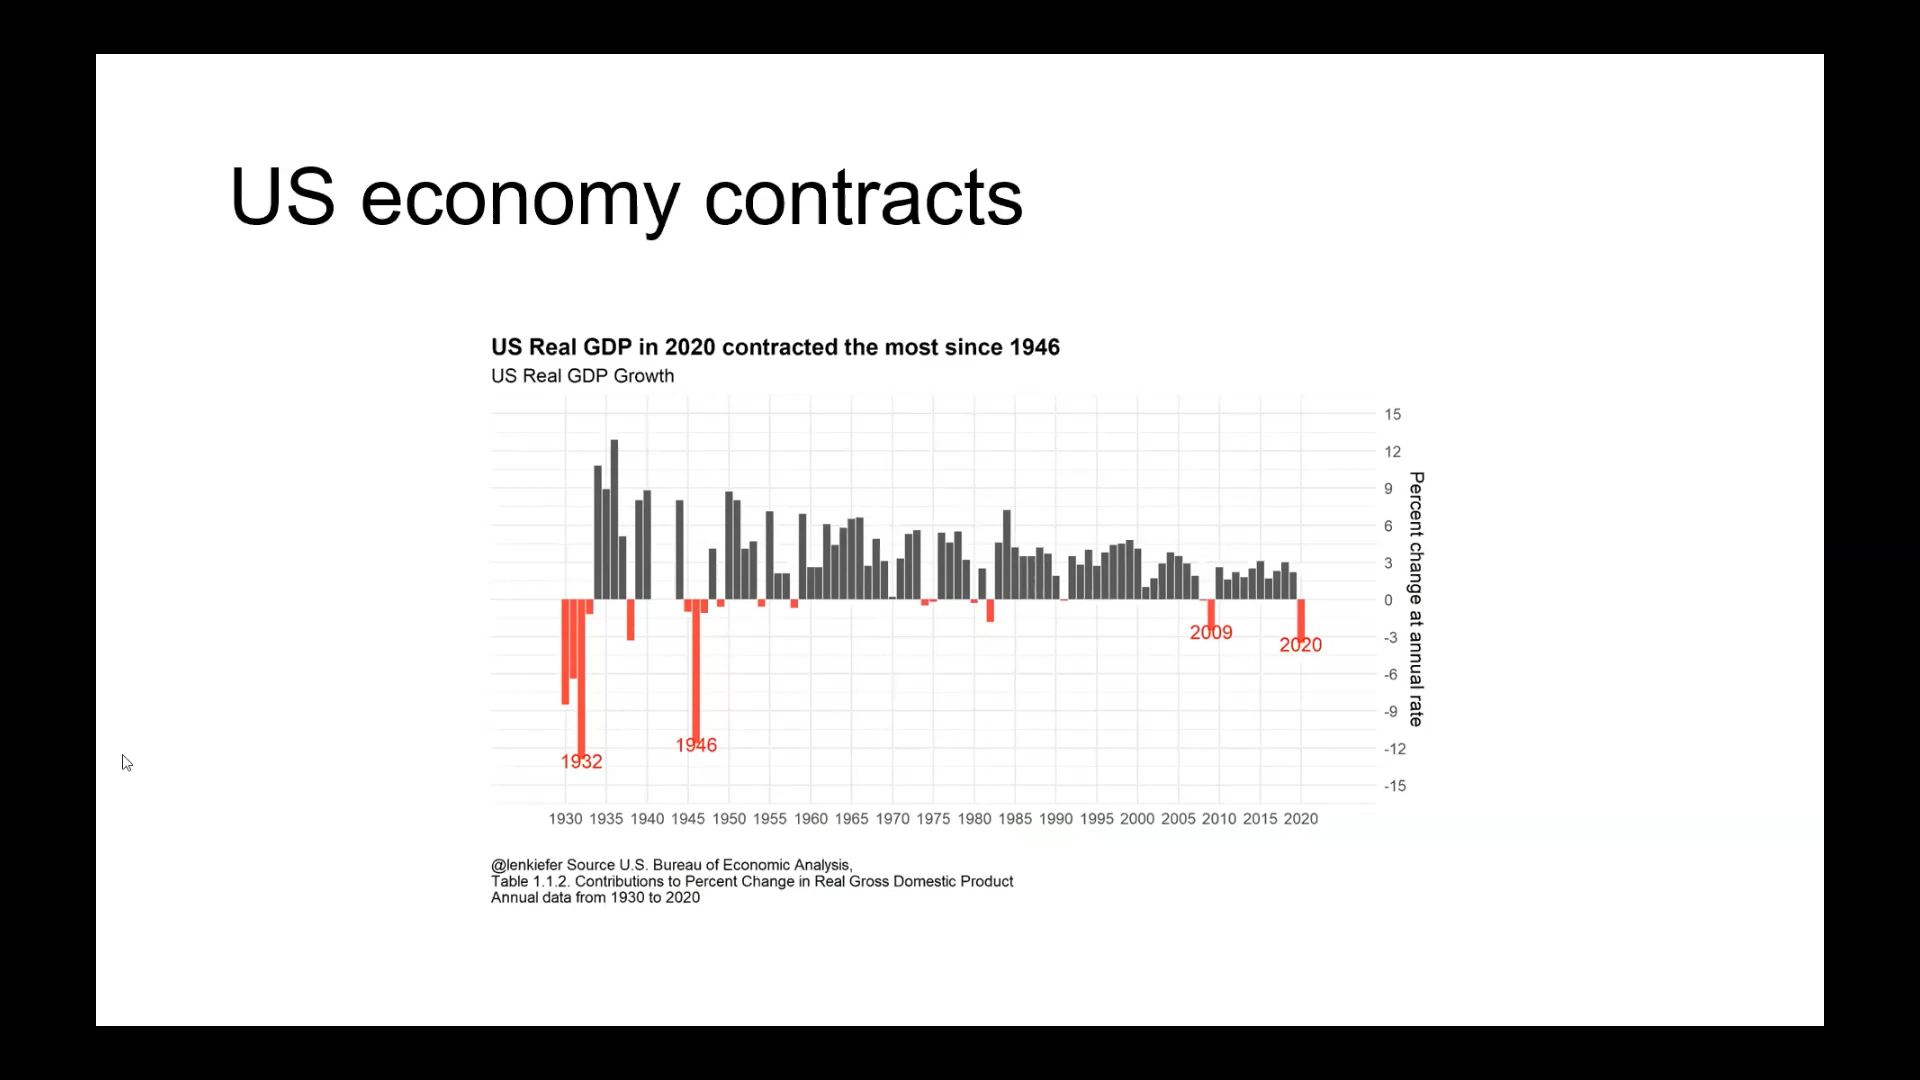 US economy contracts
US Real GDP in 2020 contracted the most since 1946
US Real GDP Growth
15
12
9
6
3
0
-3
-6
-9
-12
-15
Percent change at annual rate
2009
2020
1946
1932
1930 1935 1940 1945 1950 1955 1960 1965 1970 1975 1980 1985 1990 1995 2000 2005 2010 2015 2020
@lenkiefer Source U.S. Bureau of Economic Analysis,
Table 1.1.2. Contributions to Percent Change in Real Gross Domestic Product
Annual data from 1930 to 2020